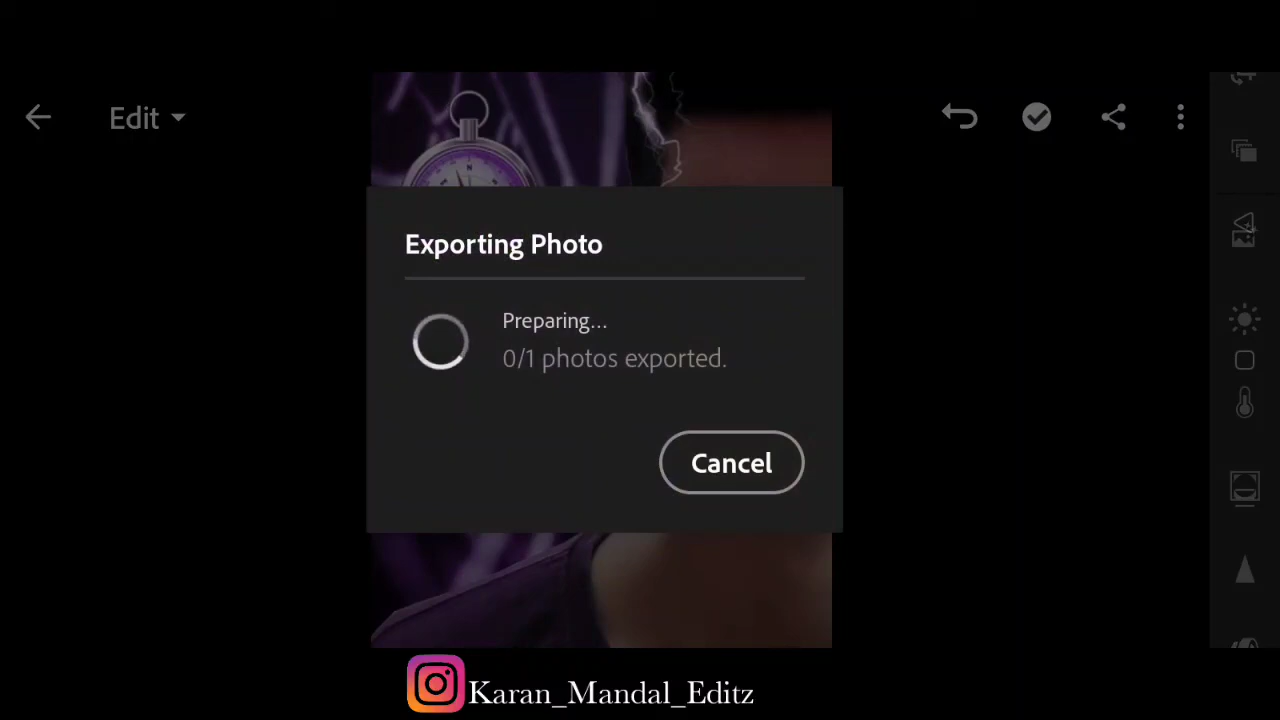 Edit
N
Exporting Photo
Preparing...
0/1 photos exported.
Cancel
Karan_Mandal_Editz